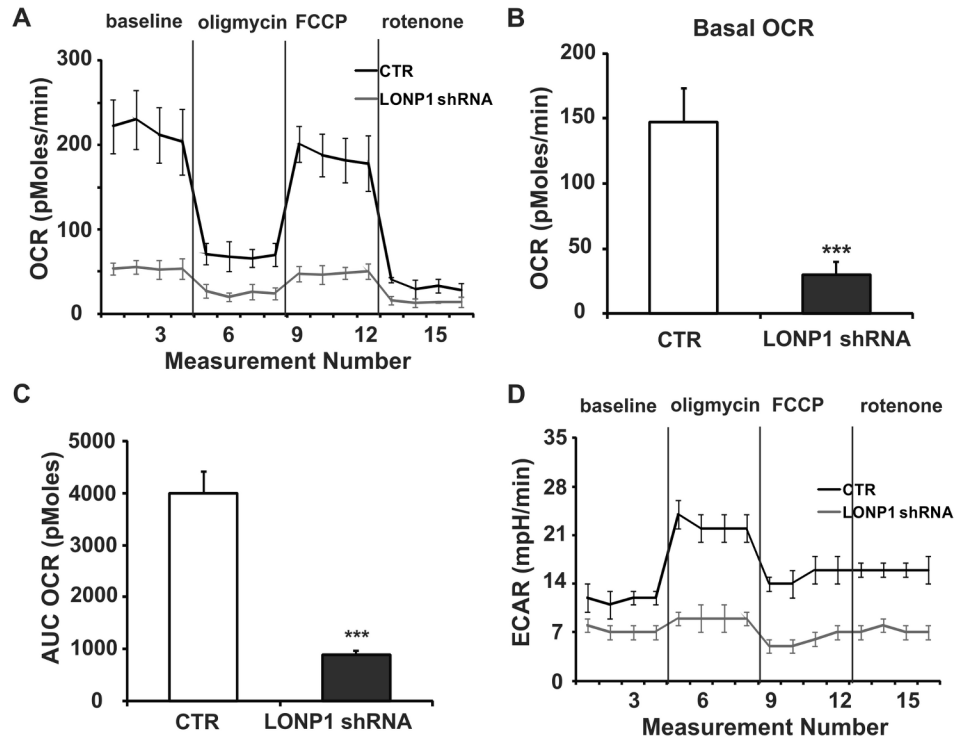 A
baseline oligmycin FCCP rotenone
300
200
100
0
OCR (pMoles/min)
CTR
LONP1 shRNA
3 6 9 12 15
Measurement Number
B
Basal OCR
200
150
100
50
0
OCR (pMoles/min)
***
CTR LONP1 shRNA
C
5000
4000
3000
2000
1000
0
AUC OCR (pMoles)
***
CTR LONP1 shRNA
D
baseline oligmycin FCCP rotenone
35
28
21
14
7
0
ECAR (mpH/min)
CTR
LONP1 shRNA
3 6 9 12 15
Measurement Number